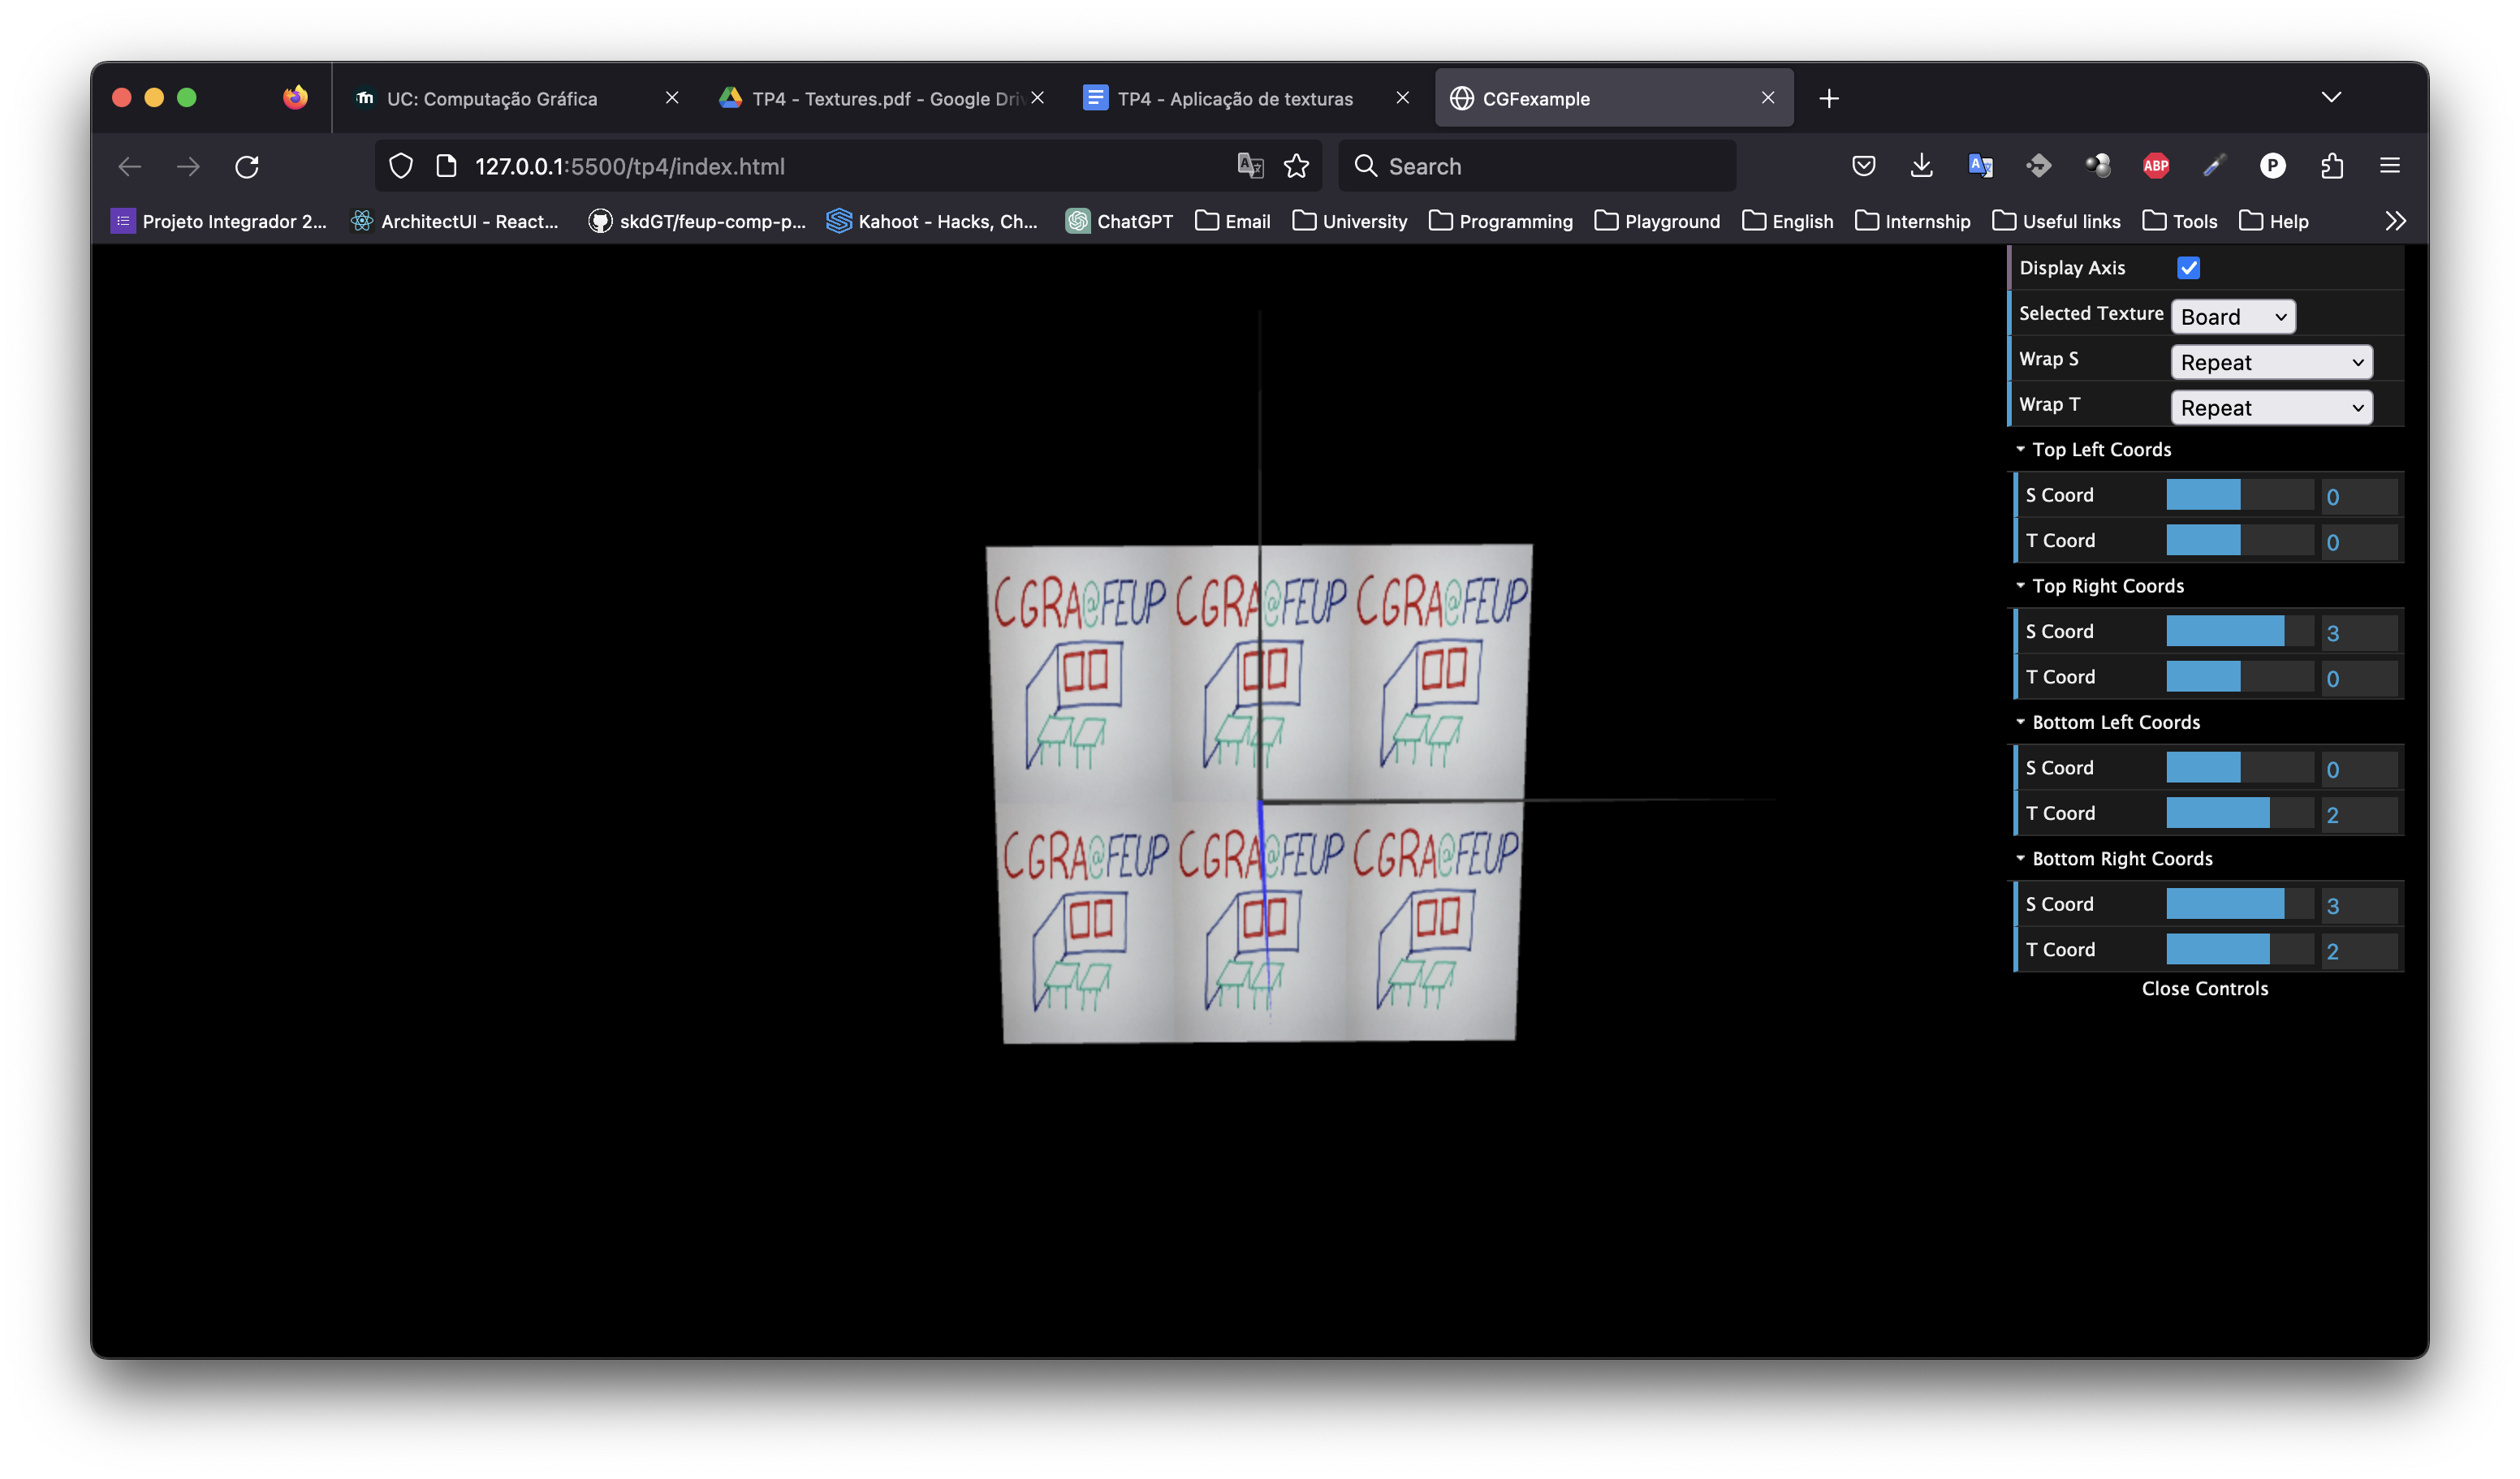 UC: Computação Gráfica
TP4 - Textures.pdf - Google Driv
TP4 - Aplicação de texturas
CGFexample
127.0.0.1:5500/tp4/index.html
Search
ABP
P
Projeto Integrador 2...
ArchitectUI - React...
skdGT/feup-comp-p...
Kahoot - Hacks, Ch...
ChatGPT
Email
University
Programming
Playground
English
Internship
Useful links
Tools
Help
Display Axis
Selected Texture Board
Wrap S Repeat
Wrap T Repeat
Top Left Coords
S Coord 0
T Coord 0
Top Right Coords
S Coord 3
T Coord 0
Bottom Left Coords
S Coord 0
T Coord 2
Bottom Right Coords
S Coord 3
T Coord 2
Close Controls
CGRA@FEUP CGRA@FEUP CGRA@FEUP
CGRA@FEUP CGRA@FEUP CGRA@FEUP